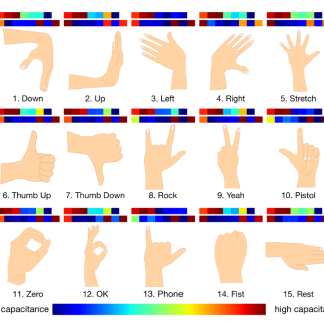 1. Down 2. Up 3. Left 4. Right 5. Stretch
6. Thumb Up 7. Thumb Down 8. Rock 9. Yeah 10. Pistol
11. Zero 12. OK 13. Phone 14. Fist 15. Rest
capacitance high capacit